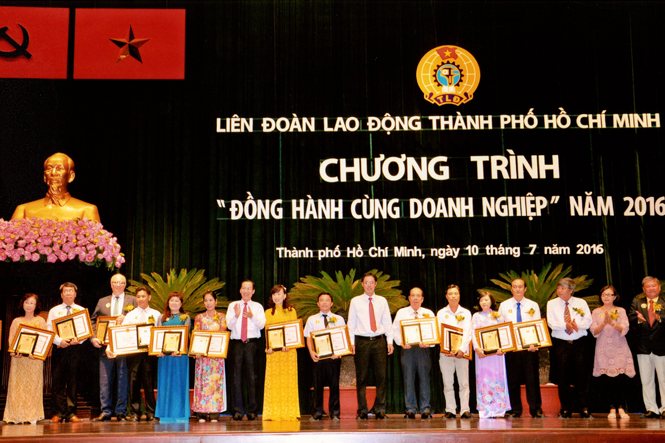 TLĐ
LIÊN ĐOÀN LAO ĐỘNG THÀNH PHỐ HỒ CHÍ MINH
CHƯƠNG TRÌNH
“ĐỒNG HÀNH CÙNG DOANH NGHIỆP” NĂM 2016
Thành phố Hồ Chí Minh, ngày 10 tháng 7 năm 2016